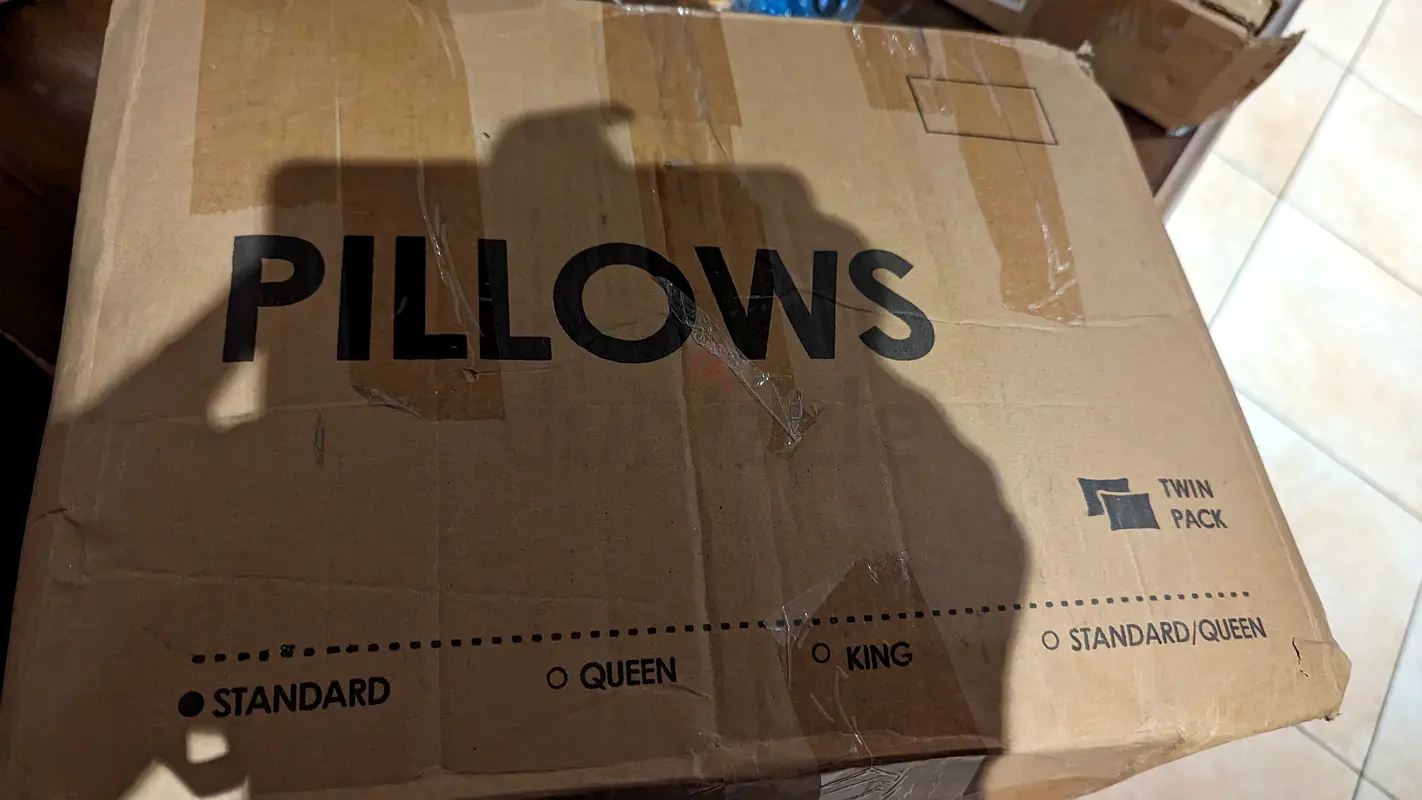 PILLOWS
TWIN
PACK
STANDARD
QUEEN
KING
STANDARD/QUEEN